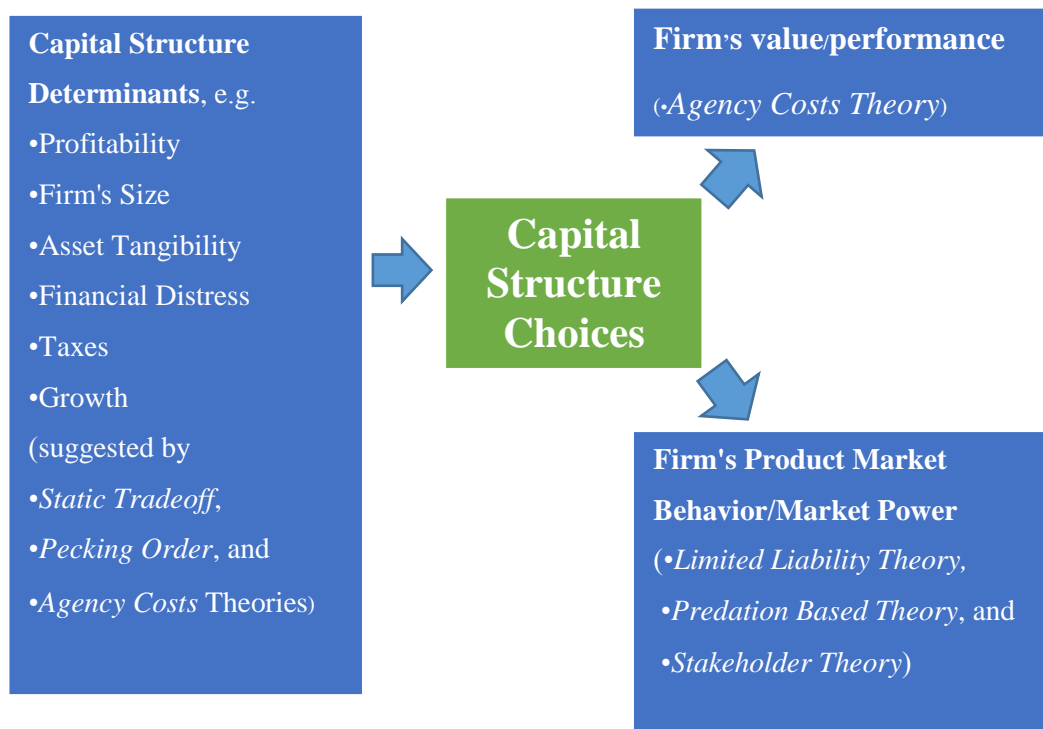 Capital Structure
Determinants, e.g.
•Profitability
•Firm's Size
•Asset Tangibility
•Financial Distress
•Taxes
•Growth
(suggested by
•Static Tradeoff,
•Pecking Order, and
•Agency Costs Theories)
Capital
Structure
Choices
Firm's value/performance
(•Agency Costs Theory)
Firm's Product Market
Behavior/Market Power
(•Limited Liability Theory,
•Predation Based Theory, and
•Stakeholder Theory)